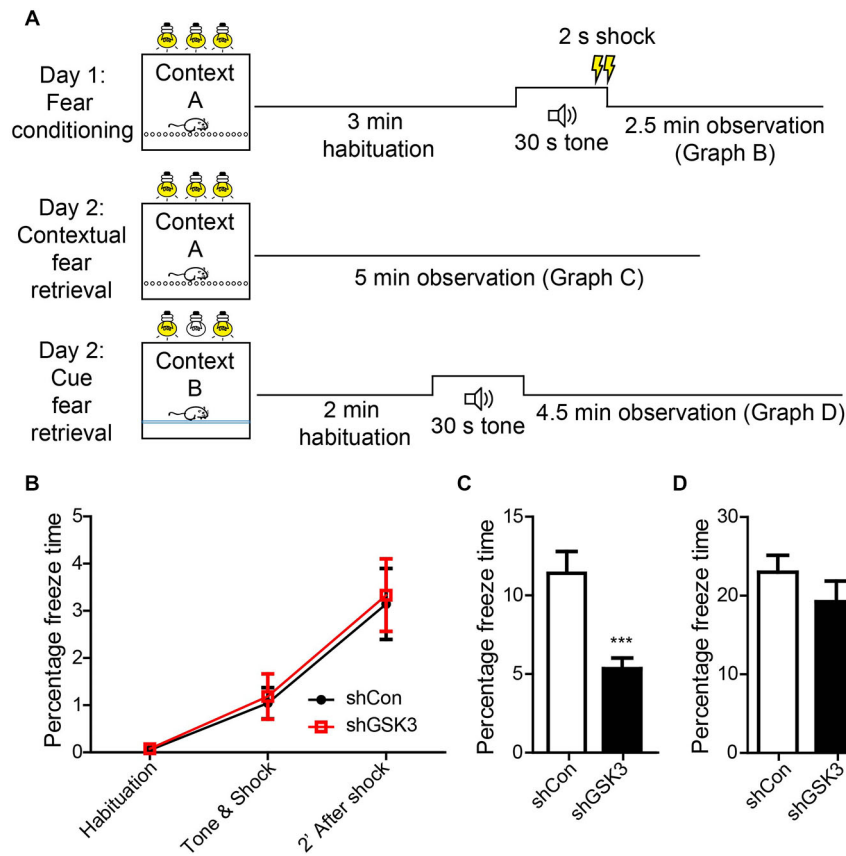 A
2 s shock
Day 1:
Fear
conditioning
Context
A
3 min
habituation
30 s tone
2.5 min observation
(Graph B)
Day 2:
Contextual
fear
retrieval
Context
A
5 min observation (Graph C)
Day 2:
Cue
fear
retrieval
Context
B
2 min
habituation
30 s tone
4.5 min observation (Graph D)
B
Percentage freeze time
5
4
3
2
1
0
shCon
shGSK3
Habituation
Tone & Shock
2' After shock
C
Percentage freeze time
15
10
5
0
***
shCon
shGSK3
D
Percentage freeze time
30
20
10
0
shCon
shGSK3